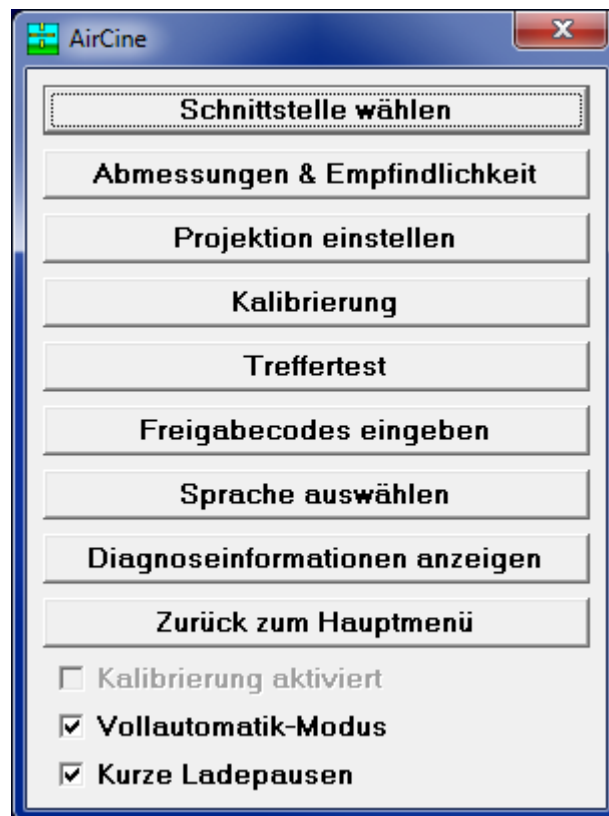 AirCine
Schnittstelle wählen
Abmessungen & Empfindlichkeit
Projektion einstellen
Kalibrierung
Treffertest
Freigabecodes eingeben
Sprache auswählen
Diagnoseinformationen anzeigen
Zurück zum Hauptmenü
Kalibrierung aktiviert
Vollautomatik-Modus
Kurze Ladepausen